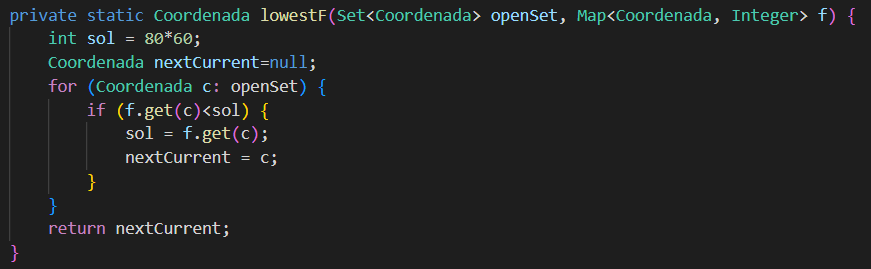 private static Coordenada lowestF(Set<Coordenada> openSet, Map<Coordenada, Integer> f) {
    int sol = 80*60;
    Coordenada nextCurrent=null;
    for (Coordenada c: openSet) {
        if (f.get(c)<sol) {
            sol = f.get(c);
            nextCurrent = c;
        }
    }
    return nextCurrent;
}